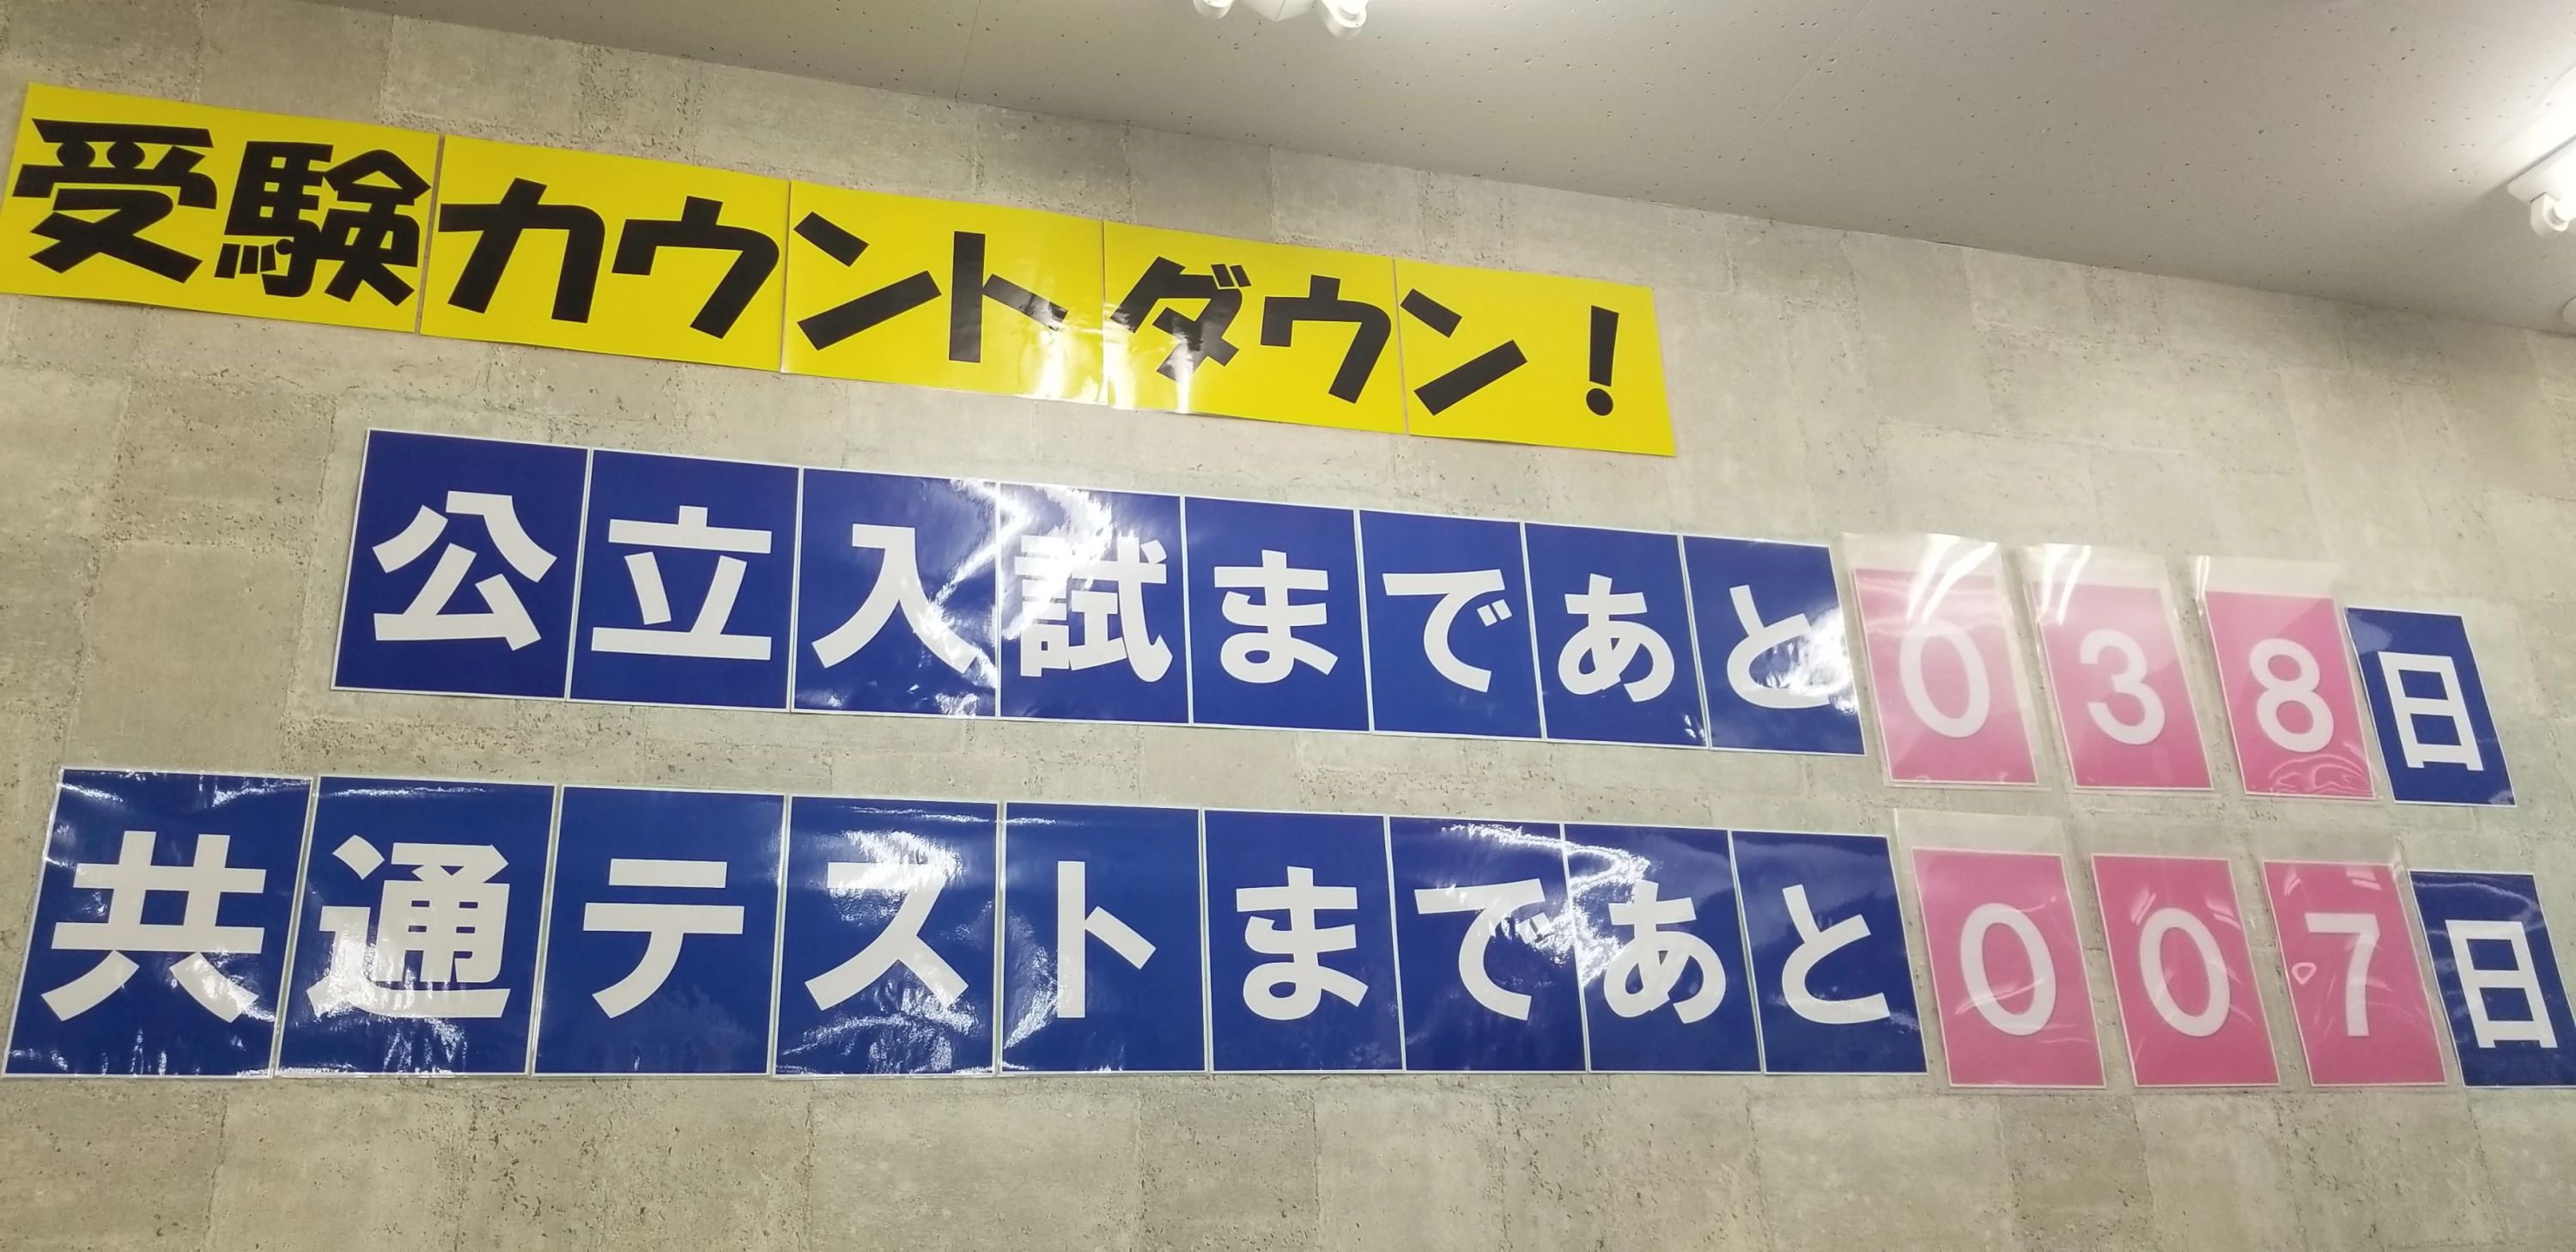 受験カウントダウン!
公立入試まであと038日
共通テストまであと007日